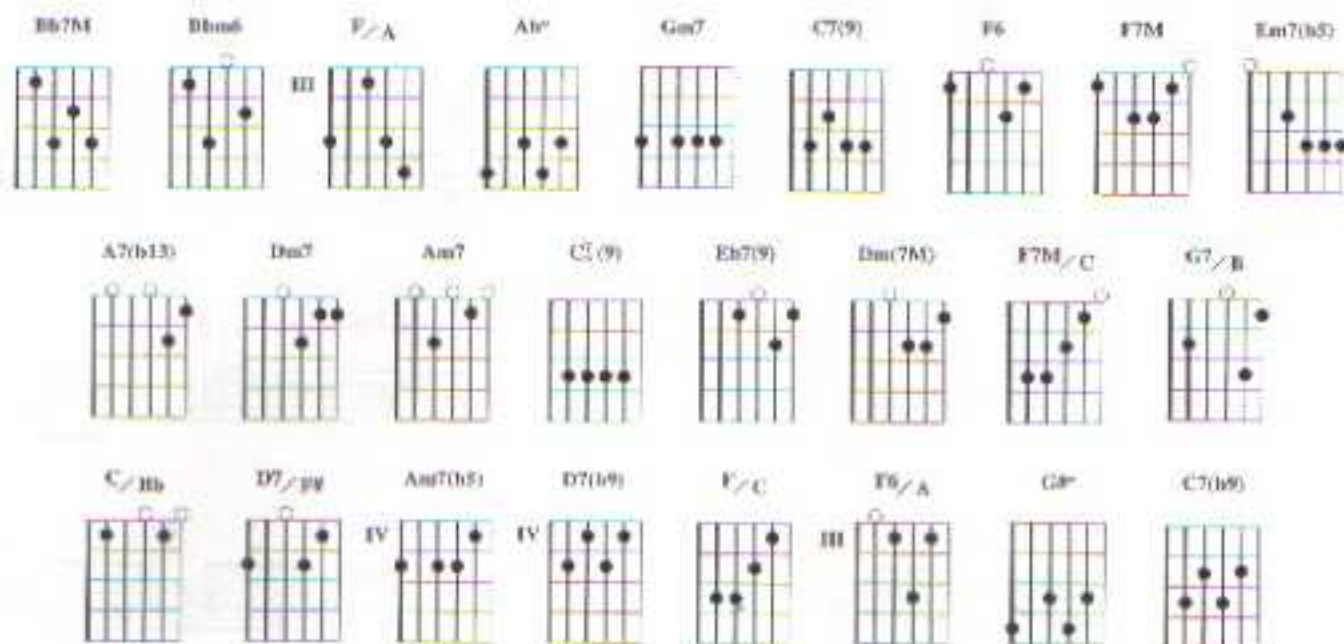 Bb7M Bbm6 F/A Abº Gm7 C7(9) F6 F7M Em7(b5)
III
A7(b13) Dm7 Am7 C7(9) Eb7(9) Dm(7M) F7M/C G7/B
C/Bb D7/F# Am7(b5) D7(b9) F/C F6/A G#º C7(b9)
IV IV III